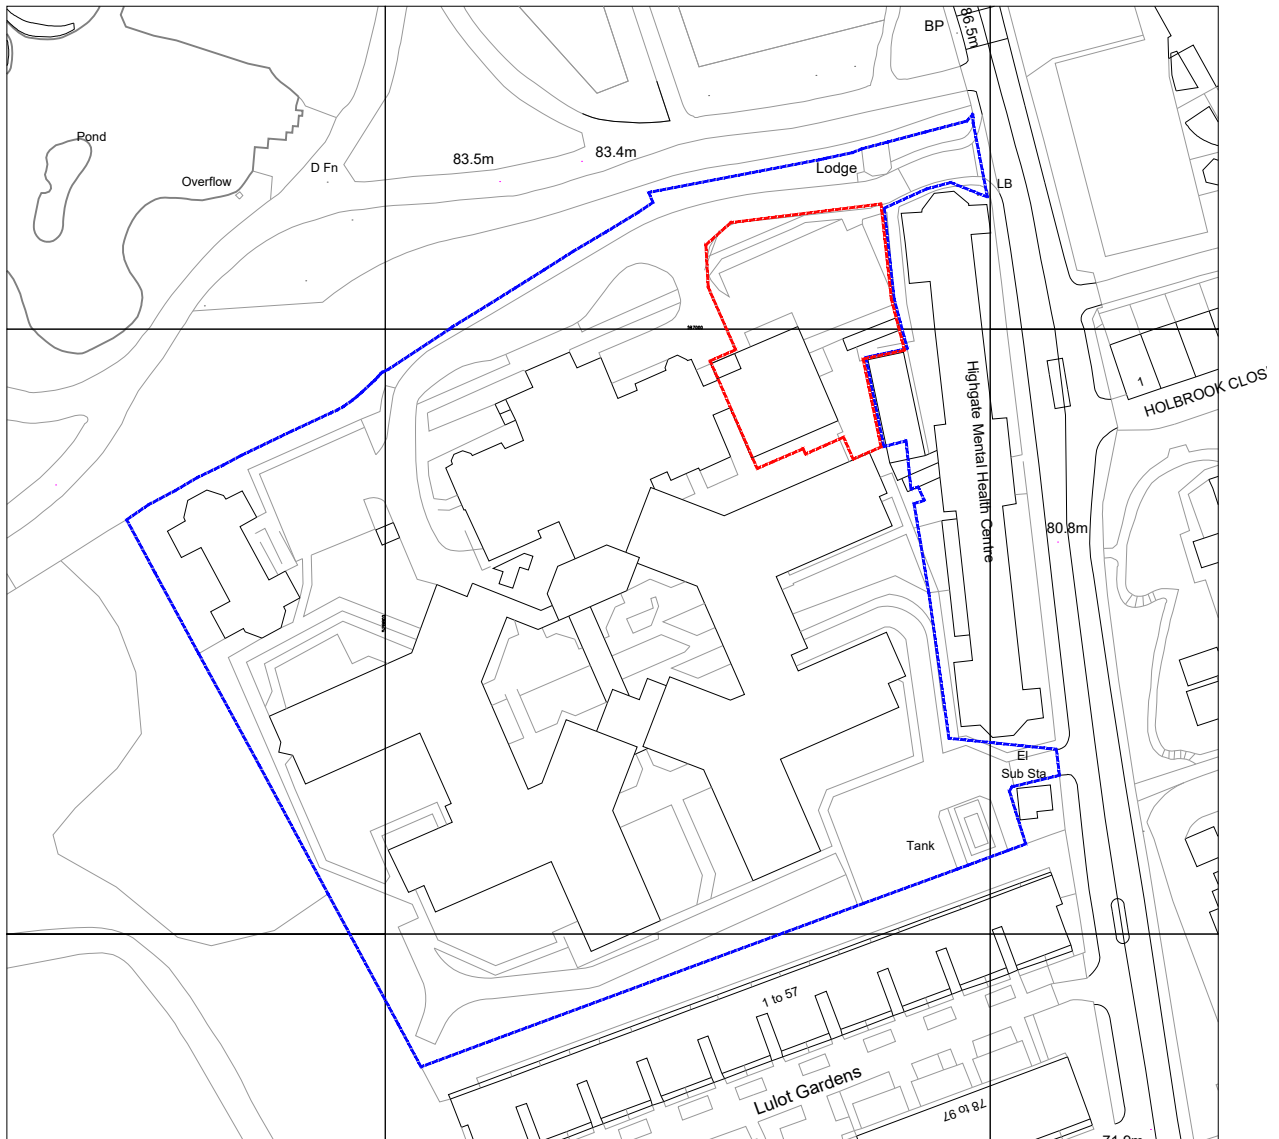 BP
86.5m
Pond
83.5m
83.4m
D Fn
Overflow
Lodge
LB
Highgate Mental Health Centre
1
HOLBROOK CLOS
80.8m
El
Sub Sta
Tank
1 to 57
Lulot Gardens
78 to 97